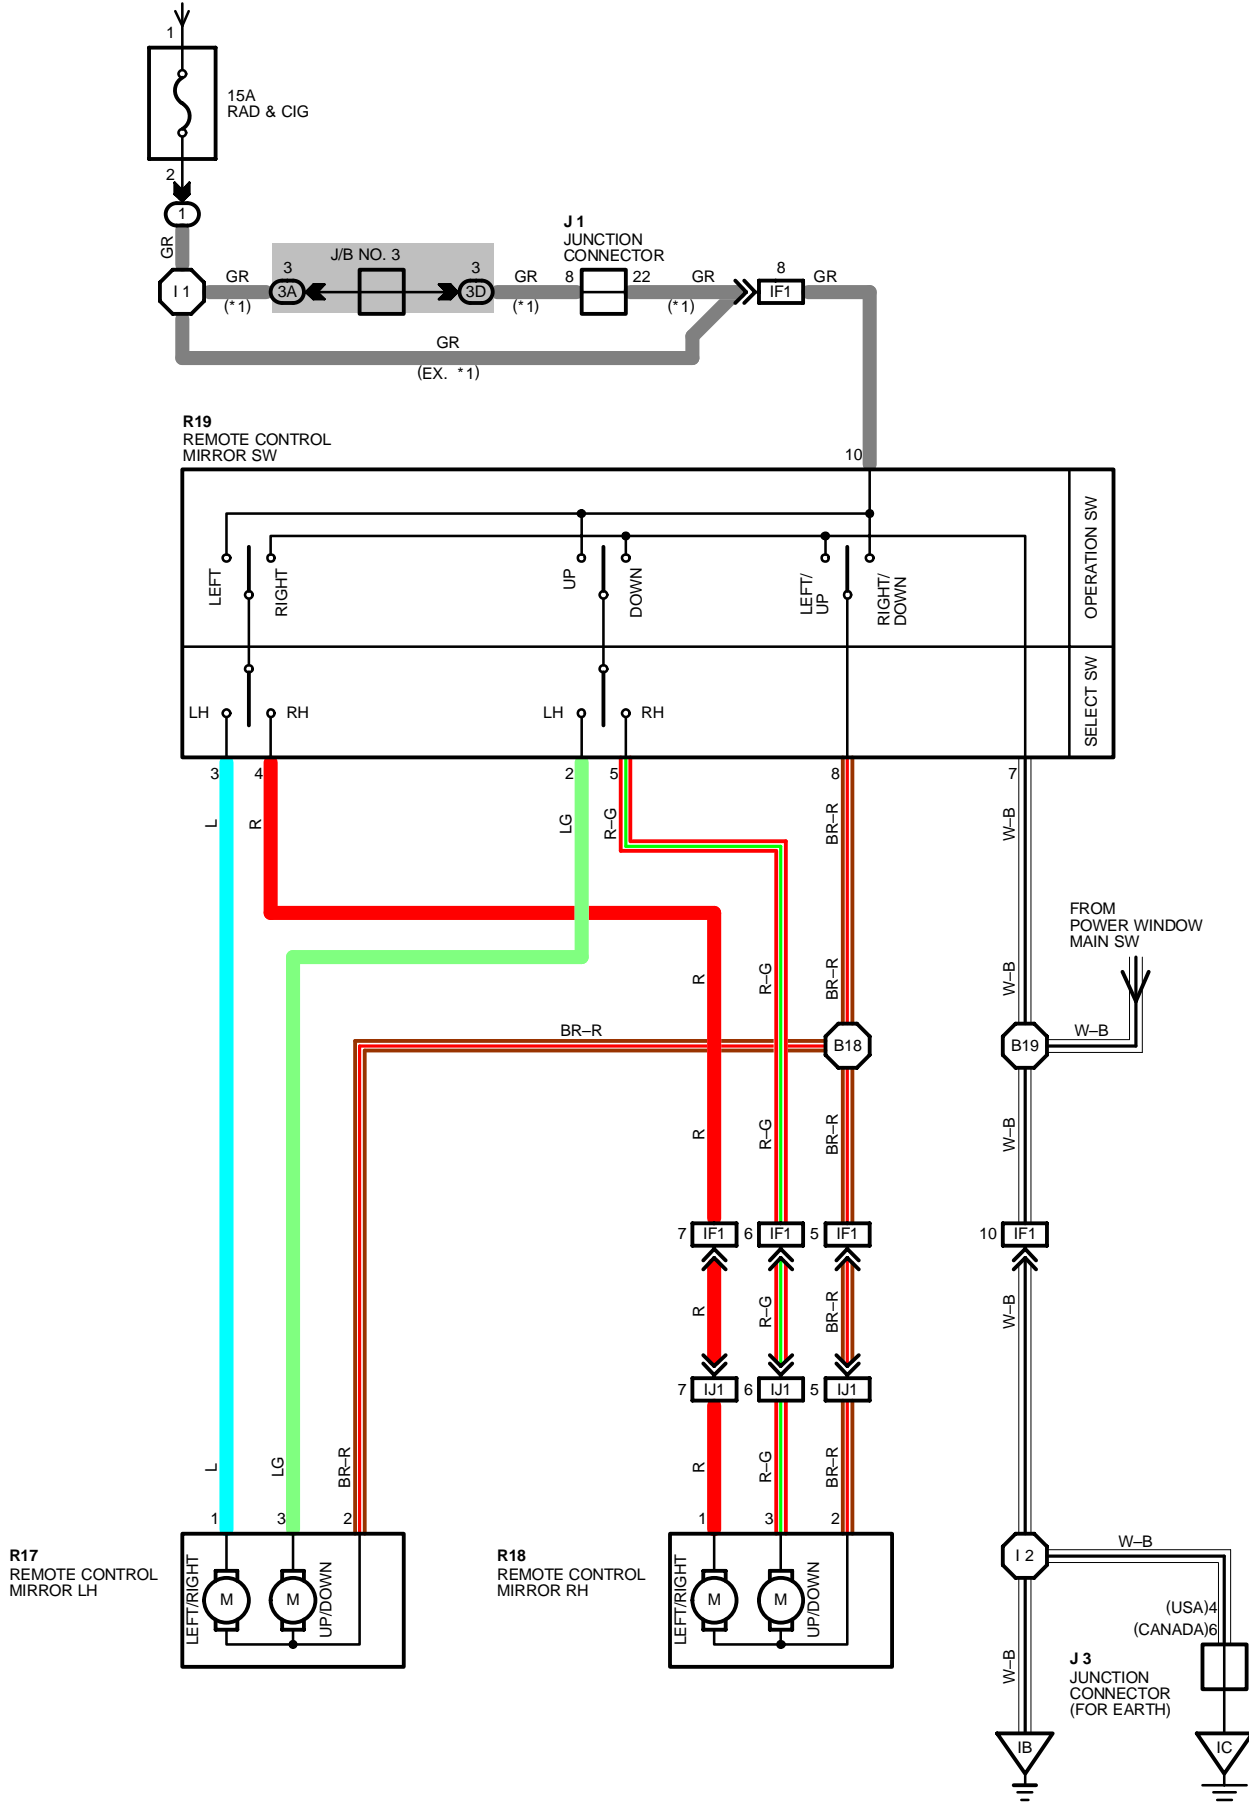 1
15A
RAD & CIG
2
1
GR
J 1
JUNCTION
CONNECTOR
J/B NO. 3
I 1
GR
(*1)
3
3A
3
3D
GR
(*1)
8
22
GR
(*1)
8
IF1
GR
GR
(EX. *1)
R19
REMOTE CONTROL
MIRROR SW
10
LEFT
RIGHT
UP
DOWN
LEFT/
UP
RIGHT/
DOWN
OPERATION SW
LH
RH
LH
RH
SELECT SW
3
4
2
5
8
7
L
R
LG
R–G
BR–R
W–B
FROM
POWER WINDOW
MAIN SW
R
R–G
BR–R
W–B
BR–R
B18
B19
W–B
R
R–G
BR–R
W–B
7
IF1
6
IF1
5
IF1
10
IF1
R
R–G
BR–R
W–B
7
IJ1
6
IJ1
5
IJ1
L
LG
BR–R
R
R–G
BR–R
1
3
2
1
3
2
R17
REMOTE CONTROL
MIRROR LH
LEFT/RIGHT
M
M
UP/DOWN
R18
REMOTE CONTROL
MIRROR RH
LEFT/RIGHT
M
M
UP/DOWN
I 2
W–B
(USA)4
(CANADA)6
W–B
J 3
JUNCTION
CONNECTOR
(FOR EARTH)
IB
IC